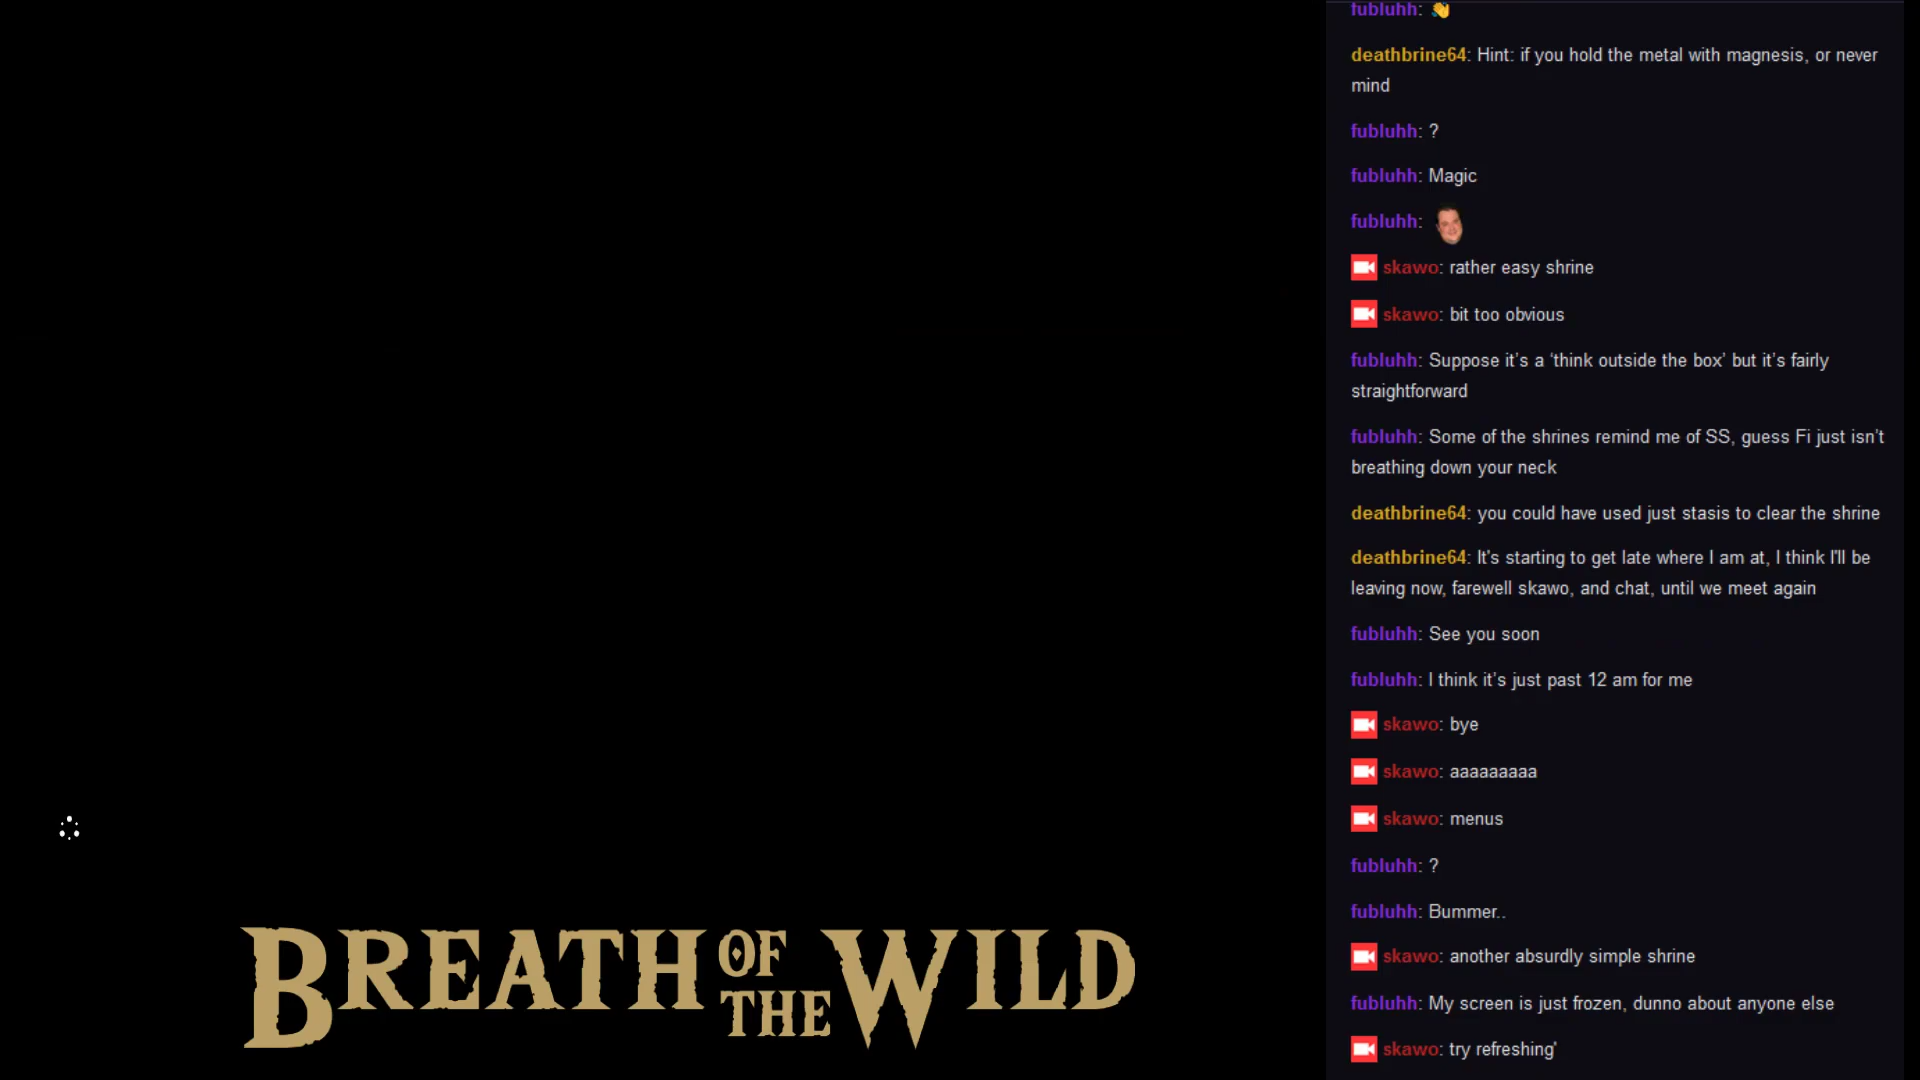 fubluhh: 👏
deathbrine64: Hint: if you hold the metal with magnesis, or never
mind
fubluhh: ?
fubluhh: Magic
fubluhh:
skawo: rather easy shrine
skawo: bit too obvious
fubluhh: Suppose it’s a ‘think outside the box’ but it’s fairly
straightforward
fubluhh: Some of the shrines remind me of SS, guess Fi just isn’t
breathing down your neck
deathbrine64: you could have used just stasis to clear the shrine
deathbrine64: It's starting to get late where I am at, I think I'll be
leaving now, farewell skawo, and chat, until we meet again
fubluhh: See you soon
fubluhh: I think it’s just past 12 am for me
skawo: bye
skawo: aaaaaaaaa
skawo: menus
fubluhh: ?
fubluhh: Bummer..
skawo: another absurdly simple shrine
fubluhh: My screen is just frozen, dunno about anyone else
skawo: try refreshing'
BREATH OF THE WILD